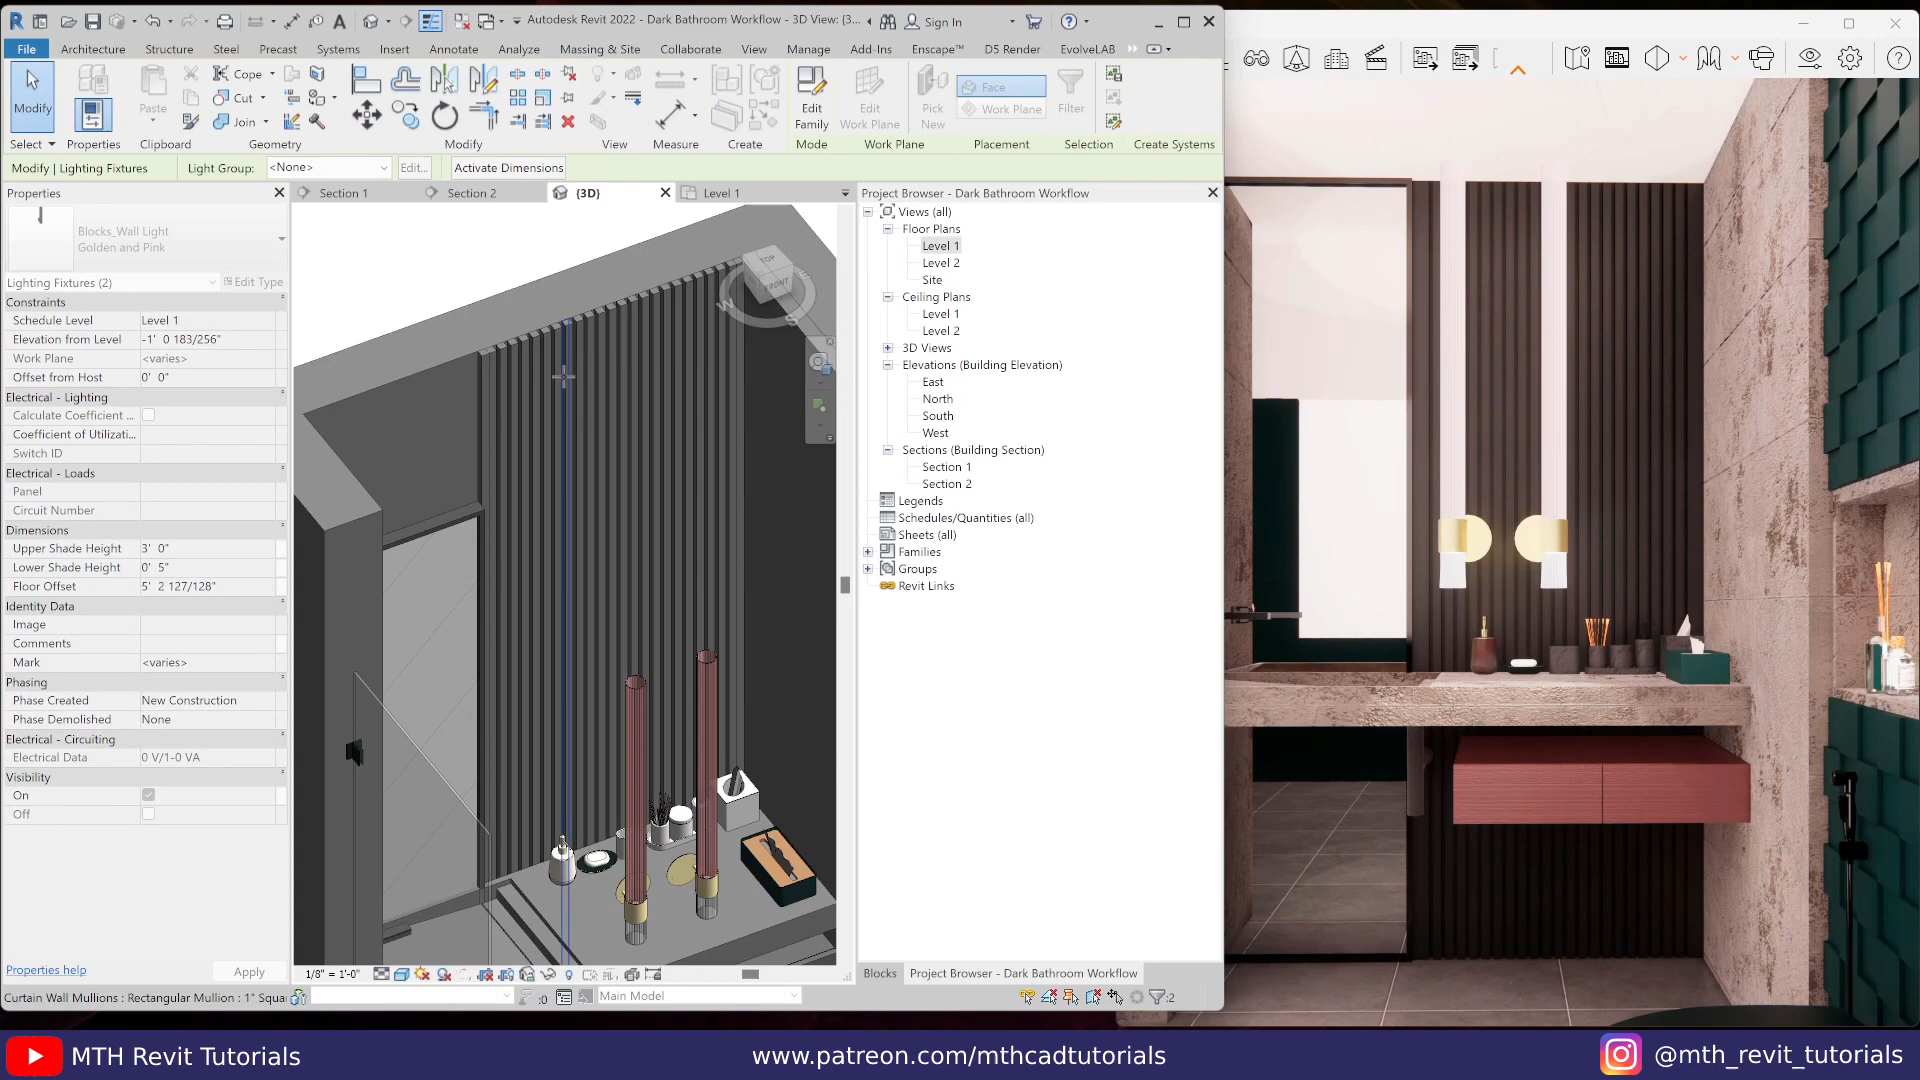 Autodesk Revit 2022 - Dark Bathroom Workflow - 3D View: {3...
Sign In
File Architecture Structure Steel Precast Systems Insert Annotate Analyze Massing & Site Collaborate View Manage Add-Ins Enscape™ D5 Render EvolveLAB
Modify
Paste
Cope
Cut
Join
Edit
Family
Edit
Work Plane
Pick
New
Face
Work Plane
Filter
Select Properties Clipboard Geometry Modify View Measure Create Mode Work Plane Placement Selection Create Systems
Modify | Lighting Fixtures Light Group: <None> Edit... Activate Dimensions
Properties
Section 1 Section 2 {3D} Level 1
Project Browser - Dark Bathroom Workflow
Blocks_Wall Light
Golden and Pink
Lighting Fixtures (2) Edit Type
Constraints
Schedule Level Level 1
Elevation from Level -1' 0 183/256"
Work Plane <varies>
Offset from Host 0' 0"
Electrical - Lighting
Calculate Coefficient ...
Coefficient of Utilizati...
Switch ID
Electrical - Loads
Panel
Circuit Number
Dimensions
Upper Shade Height 3' 0"
Lower Shade Height 0' 5"
Floor Offset 5' 2 127/128"
Identity Data
Image
Comments
Mark <varies>
Phasing
Phase Created New Construction
Phase Demolished None
Electrical - Circuiting
Electrical Data 0 V/1-0 VA
Visibility
On
Off
Properties help Apply
TOP
FRONT
W
S
E
Views (all)
Floor Plans
Level 1
Level 2
Site
Ceiling Plans
Level 1
Level 2
3D Views
Elevations (Building Elevation)
East
North
South
West
Sections (Building Section)
Section 1
Section 2
Legends
Schedules/Quantities (all)
Sheets (all)
Families
Groups
Revit Links
1/8" = 1'-0"
Blocks Project Browser - Dark Bathroom Workflow
Curtain Wall Mullions : Rectangular Mullion : 1" Squa
:0 Main Model :2
MTH Revit Tutorials
www.patreon.com/mthcadtutorials
@mth_revit_tutorials